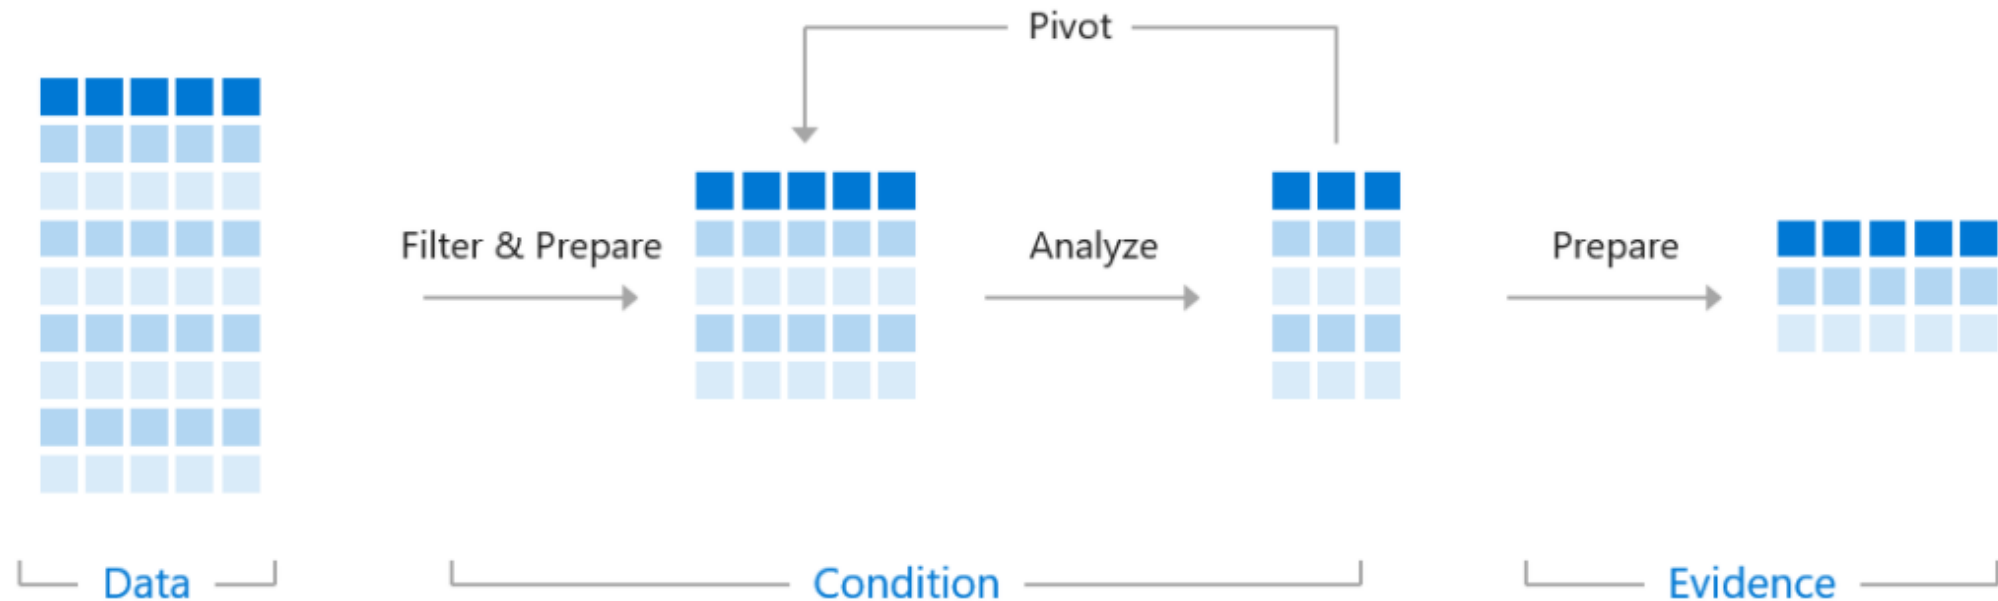 Pivot
Filter & Prepare
Analyze
Prepare
Data
Condition
Evidence